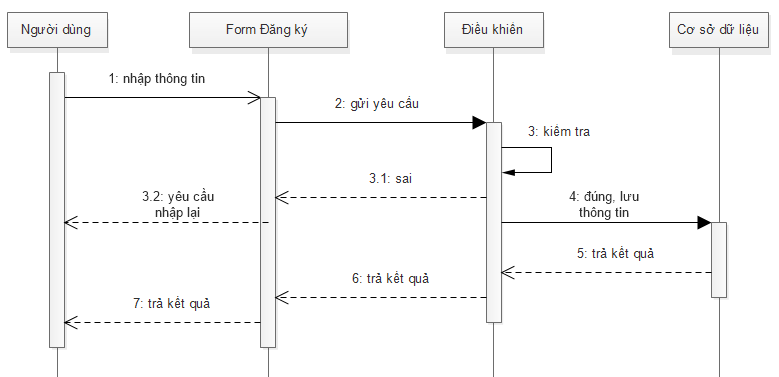 Người dùng
Form Đăng ký
Điều khiển
Cơ sở dữ liệu
1: nhập thông tin
2: gửi yêu cầu
3: kiểm tra
3.1: sai
3.2: yêu cầu
nhập lại
4: đúng, lưu
thông tin
5: trả kết quả
6: trả kết quả
7: trả kết quả